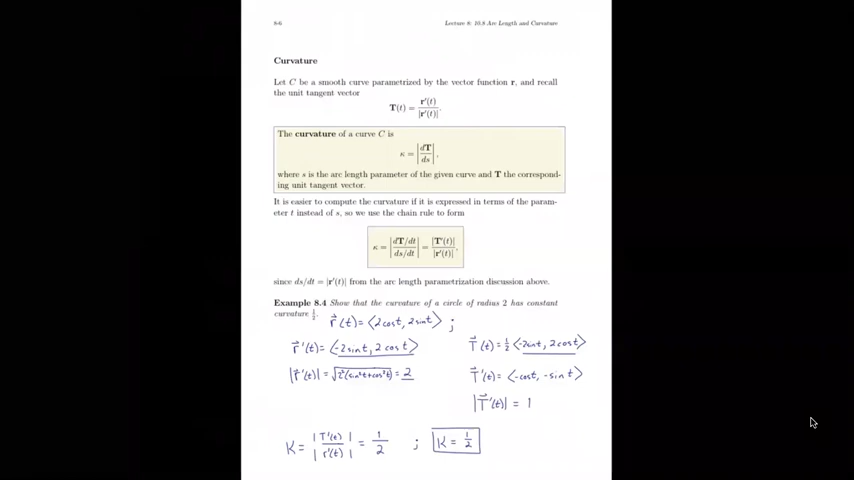 8-6 Lecture 8: 10.8 Arc Length and Curvature
Curvature
Let C be a smooth curve parametrized by the vector function r, and recall
the unit tangent vector
T(t) = r′(t) / |r′(t)|.
The curvature of a curve C is
κ = |dT/ds|,
where s is the arc length parameter of the given curve and T the correspond-
ing unit tangent vector.
It is easier to compute the curvature if it is expressed in terms of the param-
eter t instead of s, so we use the chain rule to form
κ = |dT/dt / ds/dt| = |T′(t)| / |r′(t)|,
since ds/dt = |r′(t)| from the arc length parametrization discussion above.
Example 8.4 Show that the curvature of a circle of radius 2 has constant
curvature 1/2. r⃗(t) = ⟨2cost, 2sint⟩ ;
r⃗′(t) = ⟨-2sint, 2cost⟩
|r⃗′(t)| = √(2²(sin²t+cos²t)) = 2
T⃗(t) = 1/2 ⟨-2sint, 2cost⟩
T⃗′(t) = ⟨-cost, -sint⟩
|T⃗′(t)| = 1
K = |T′(t)| / |r′(t)| = 1/2 ; K = 1/2